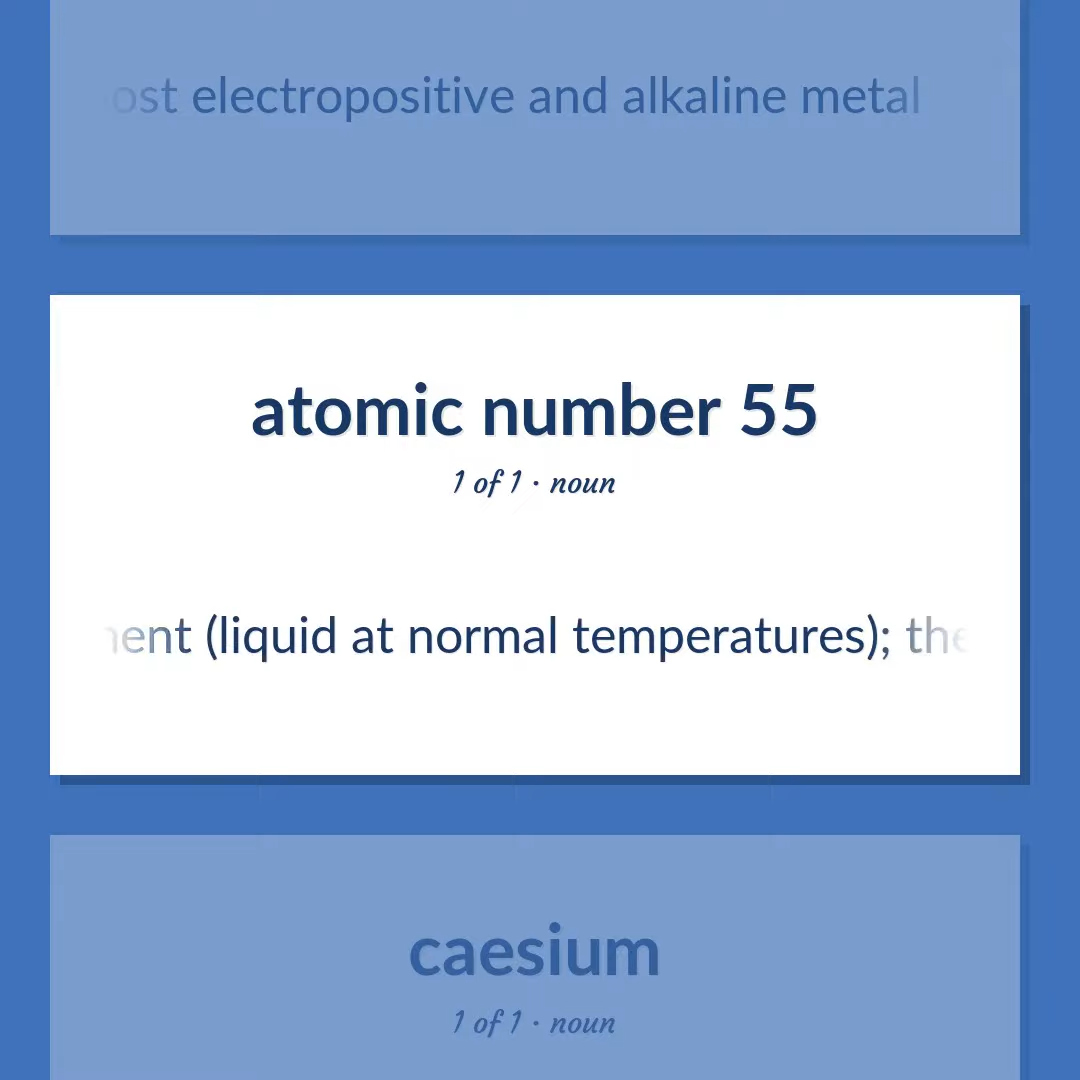 electropositive and alkaline metal
atomic number 55
1 of 1 · noun
(liquid at normal temperatures); the
caesium
1 of 1 · noun